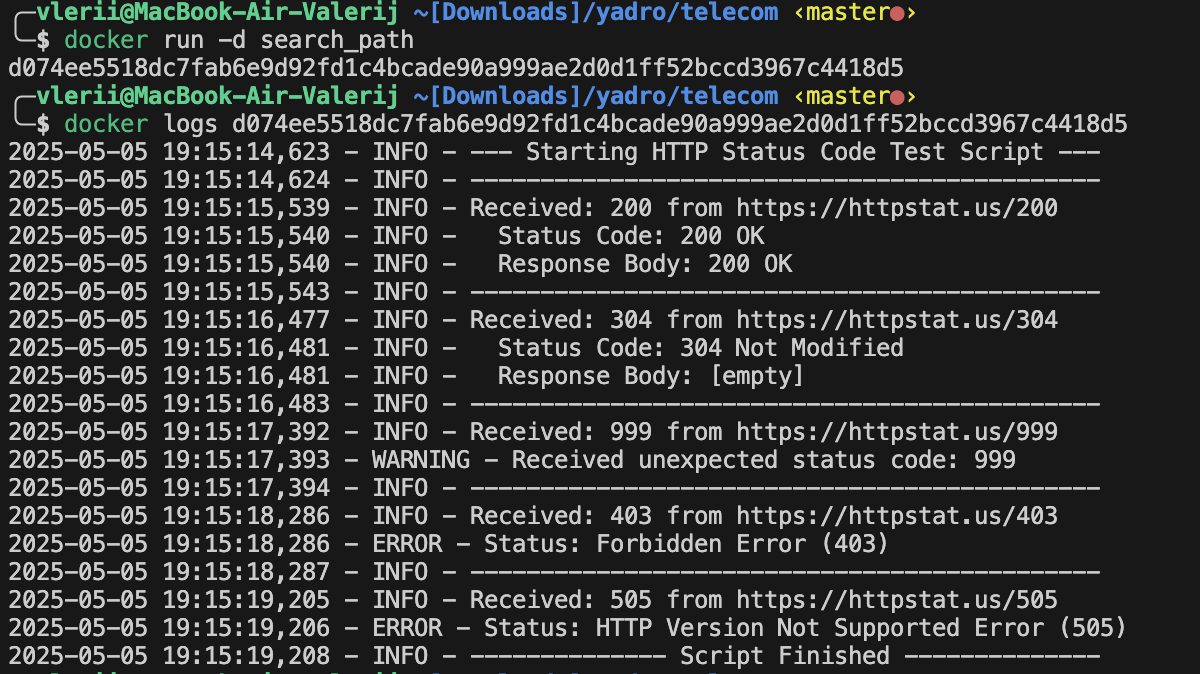 vlerii@MacBook-Air-Valerij ~[Downloads]/yadro/telecom ‹master●›
$ docker run -d search_path
d074ee5518dc7fab6e9d92fd1c4bcade90a999ae2d0d1ff52bccd3967c4418d5
vlerii@MacBook-Air-Valerij ~[Downloads]/yadro/telecom ‹master●›
$ docker logs d074ee5518dc7fab6e9d92fd1c4bcade90a999ae2d0d1ff52bccd3967c4418d5
2025-05-05 19:15:14,623 - INFO - --- Starting HTTP Status Code Test Script ---
2025-05-05 19:15:14,624 - INFO - ---------------------------------------------
2025-05-05 19:15:15,539 - INFO - Received: 200 from https://httpstat.us/200
2025-05-05 19:15:15,540 - INFO -   Status Code: 200 OK
2025-05-05 19:15:15,540 - INFO -   Response Body: 200 OK
2025-05-05 19:15:15,543 - INFO - ---------------------------------------------
2025-05-05 19:15:16,477 - INFO - Received: 304 from https://httpstat.us/304
2025-05-05 19:15:16,481 - INFO -   Status Code: 304 Not Modified
2025-05-05 19:15:16,481 - INFO -   Response Body: [empty]
2025-05-05 19:15:16,483 - INFO - ---------------------------------------------
2025-05-05 19:15:17,392 - INFO - Received: 999 from https://httpstat.us/999
2025-05-05 19:15:17,393 - WARNING - Received unexpected status code: 999
2025-05-05 19:15:17,394 - INFO - ---------------------------------------------
2025-05-05 19:15:18,286 - INFO - Received: 403 from https://httpstat.us/403
2025-05-05 19:15:18,286 - ERROR - Status: Forbidden Error (403)
2025-05-05 19:15:18,287 - INFO - ---------------------------------------------
2025-05-05 19:15:19,205 - INFO - Received: 505 from https://httpstat.us/505
2025-05-05 19:15:19,206 - ERROR - Status: HTTP Version Not Supported Error (505)
2025-05-05 19:15:19,208 - INFO - -------------- Script Finished --------------